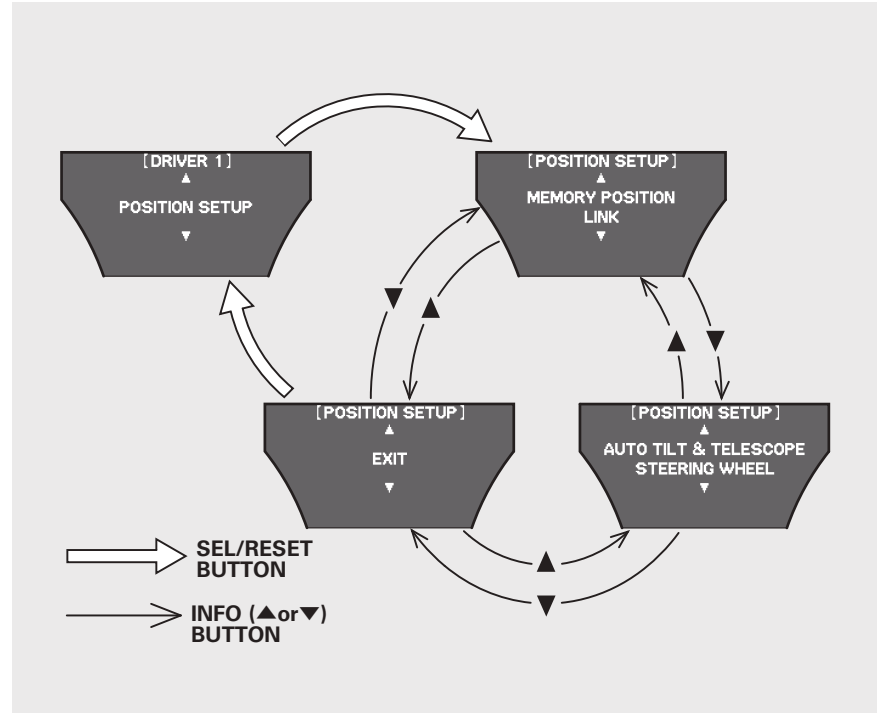 [DRIVER 1]
▲
POSITION SETUP
▼
[POSITION SETUP]
▲
MEMORY POSITION
LINK
▼
▼
▲
▲
▼
[POSITION SETUP]
▲
EXIT
▼
[POSITION SETUP]
▲
AUTO TILT & TELESCOPE
STEERING WHEEL
▼
▲
▼
SEL/RESET
BUTTON
INFO (▲or▼)
BUTTON